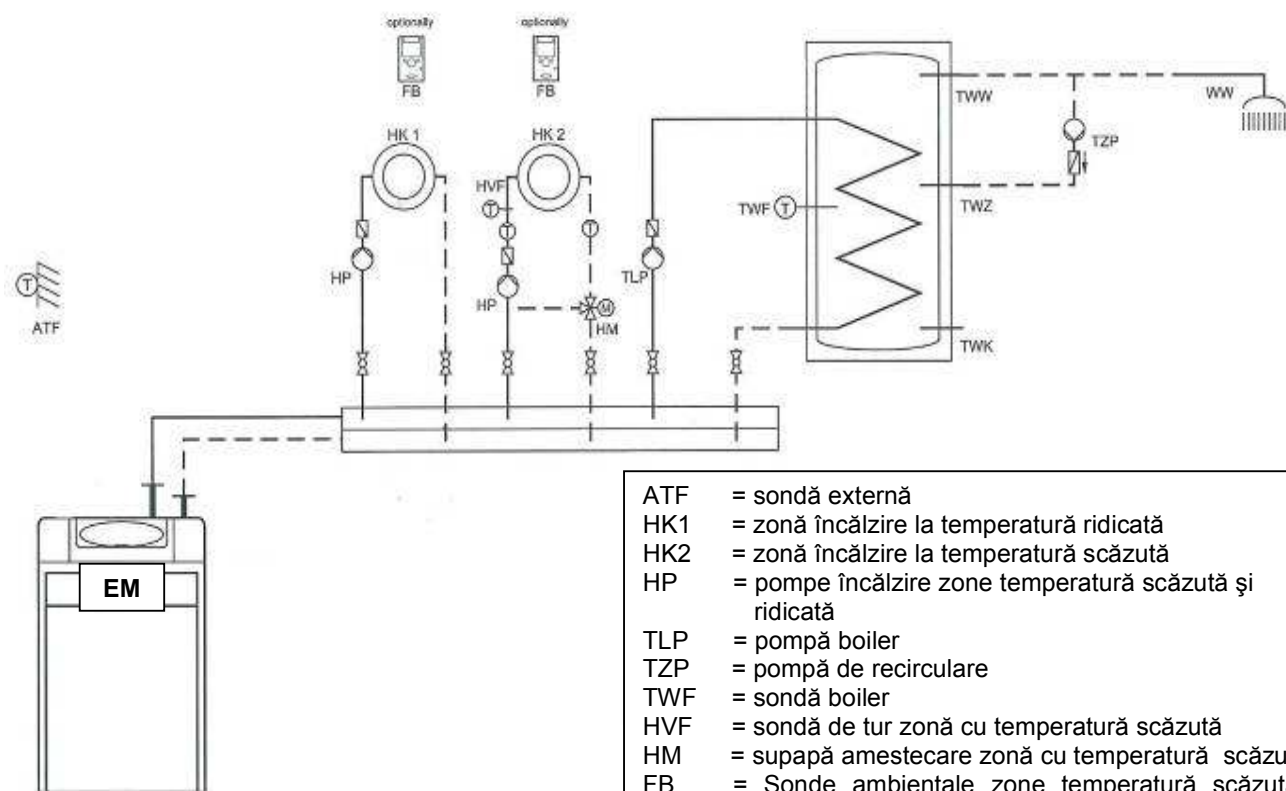 optionally
optionally
FB
FB
HK 1
HK 2
TWW
WW
TZP
HVF
T
T
T
TWF T
TWZ
T
ATF
HP
HP
M
HM
TLP
TWK
EM
ATF = sondă externă
HK1 = zonă încălzire la temperatură ridicată
HK2 = zonă încălzire la temperatură scăzută
HP = pompe încălzire zone temperatură scăzută şi
ridicată
TLP = pompă boiler
TZP = pompă de recirculare
TWF = sondă boiler
HVF = sondă de tur zonă cu temperatură scăzută
HM = supapă amestecare zonă cu temperatură scăzu
FB = Sonde ambientale zone temperatură scăzut